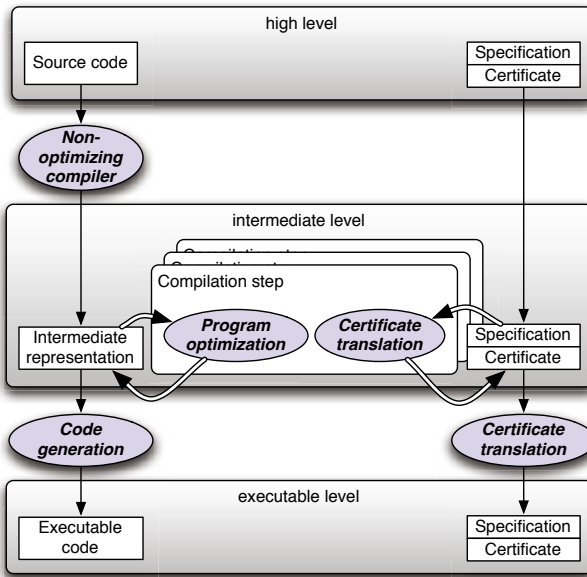 high level
Source code
Specification
Certificate
Non-
optimizing
compiler
intermediate level
Compilation step
Program
optimization
Certificate
translation
Intermediate
representation
Specification
Certificate
Code
generation
Certificate
translation
executable level
Executable
code
Specification
Certificate